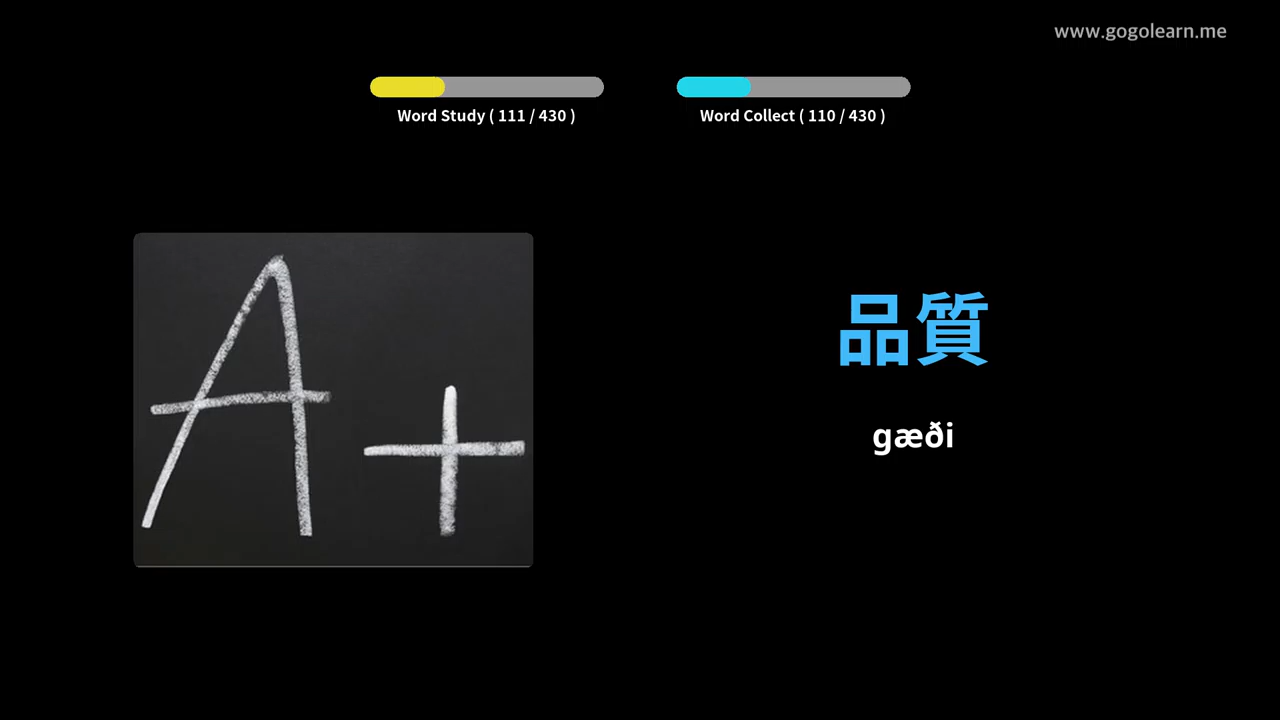 www.gogolearn.me
Word Study ( 111 / 430 )
Word Collect ( 110 / 430 )
A+
品質
gæði